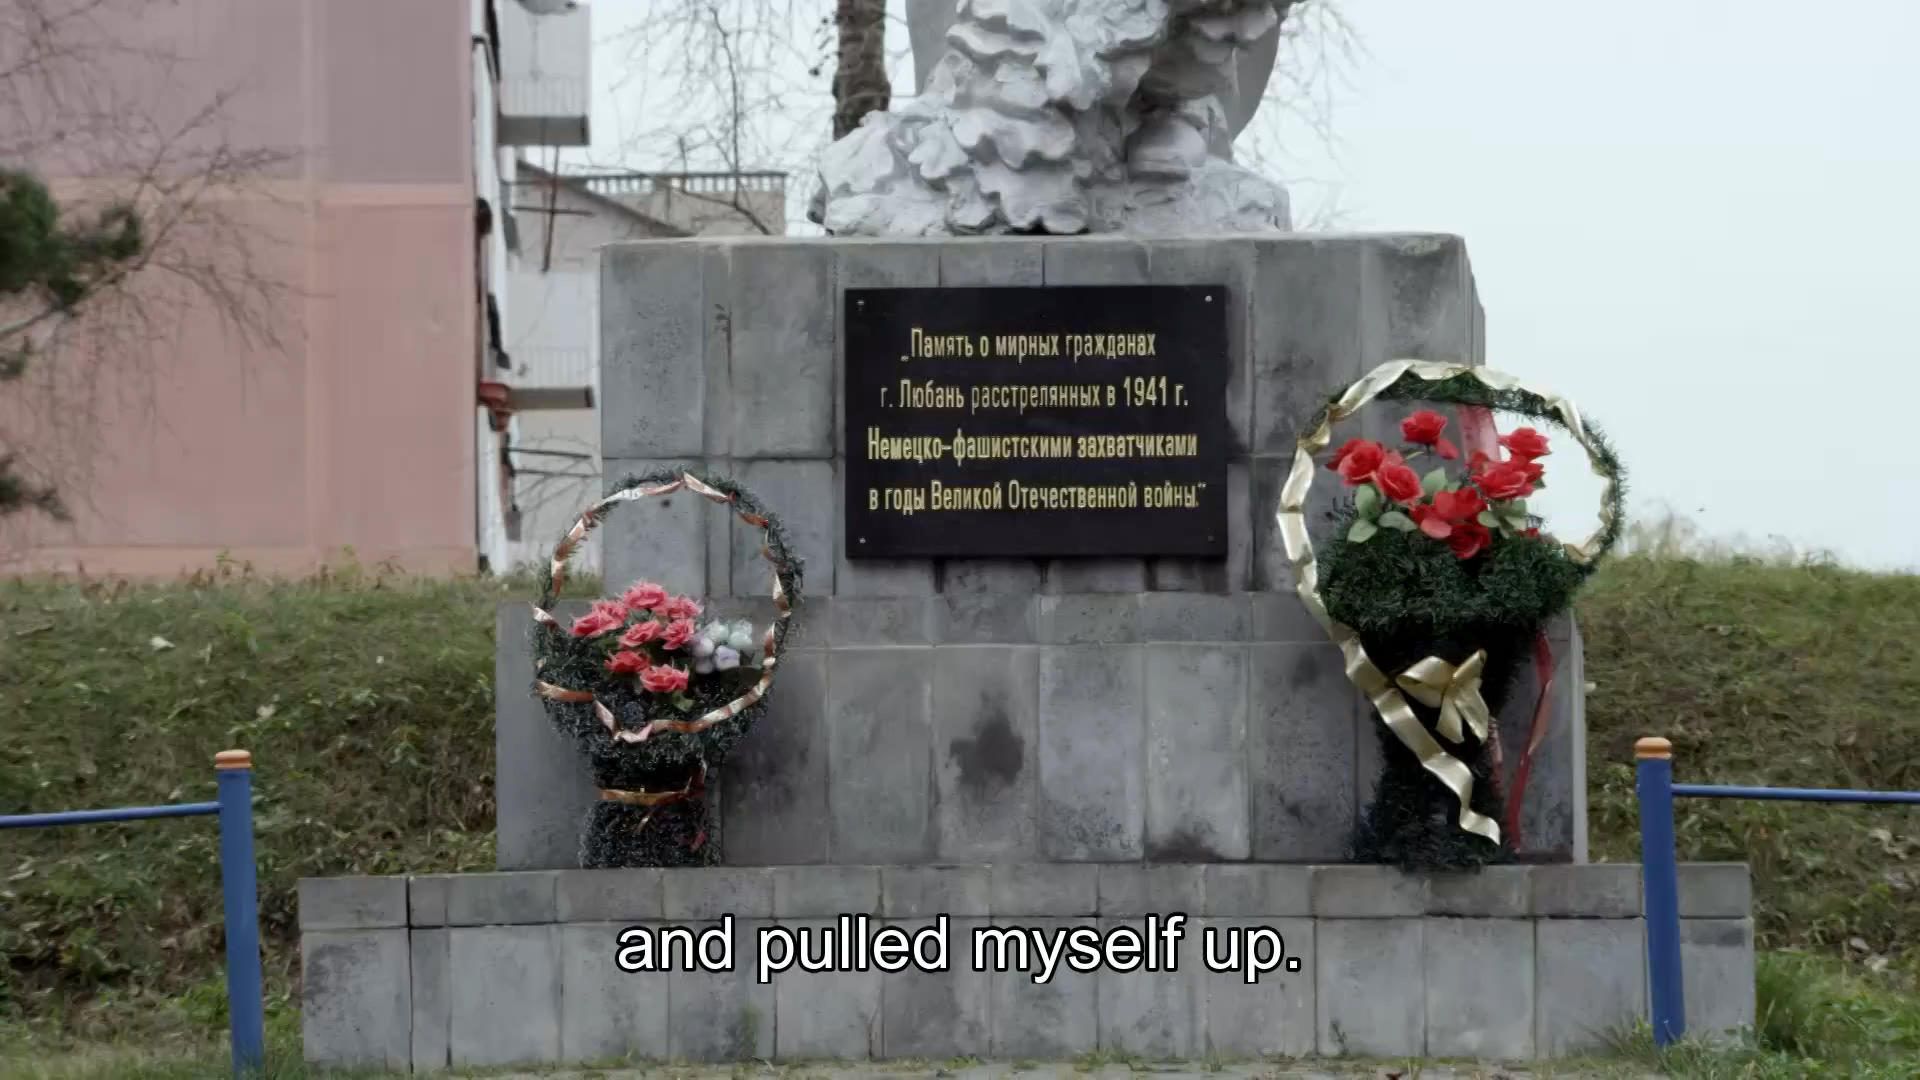 „Память о мирных гражданах
г. Любань расстрелянных в 1941 г.
Немецко-фашистскими захватчиками
в годы Великой Отечественной войны.“
and pulled myself up.